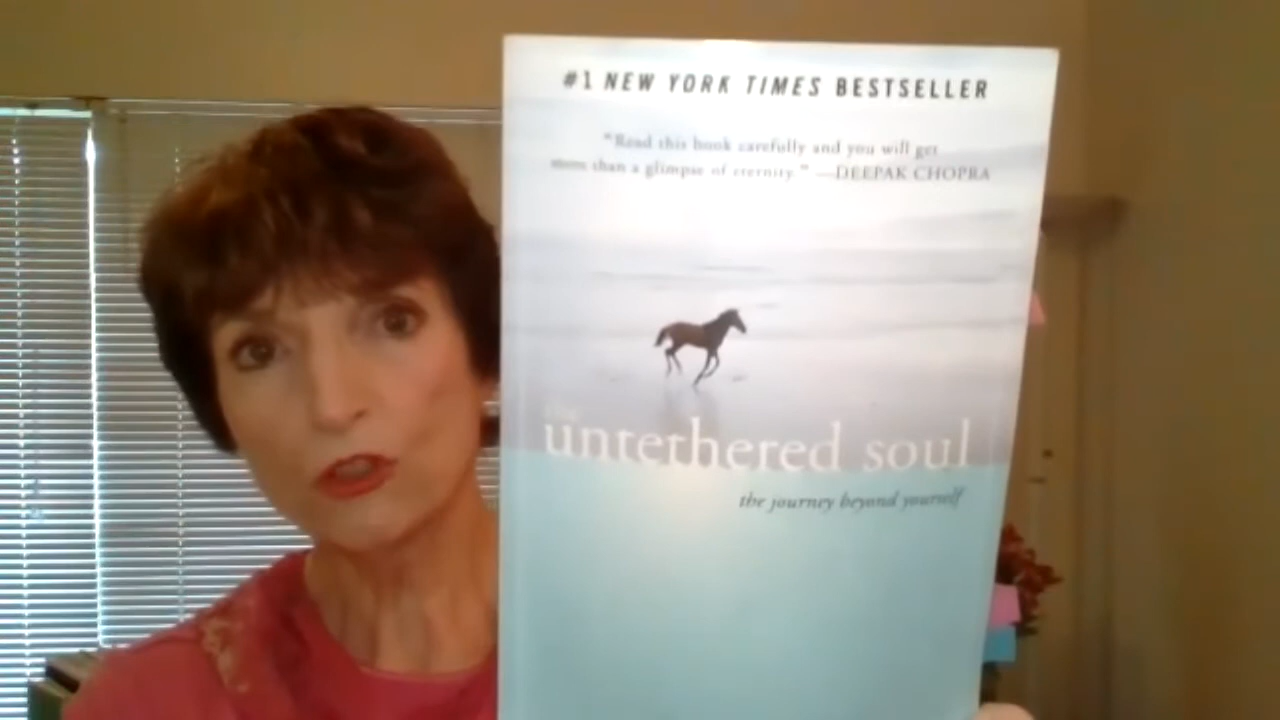 #1 NEW YORK TIMES BESTSELLER
"Read this book carefully and you will get
more than a glimpse of eternity." —DEEPAK CHOPRA
the
untethered soul
the journey beyond yourself